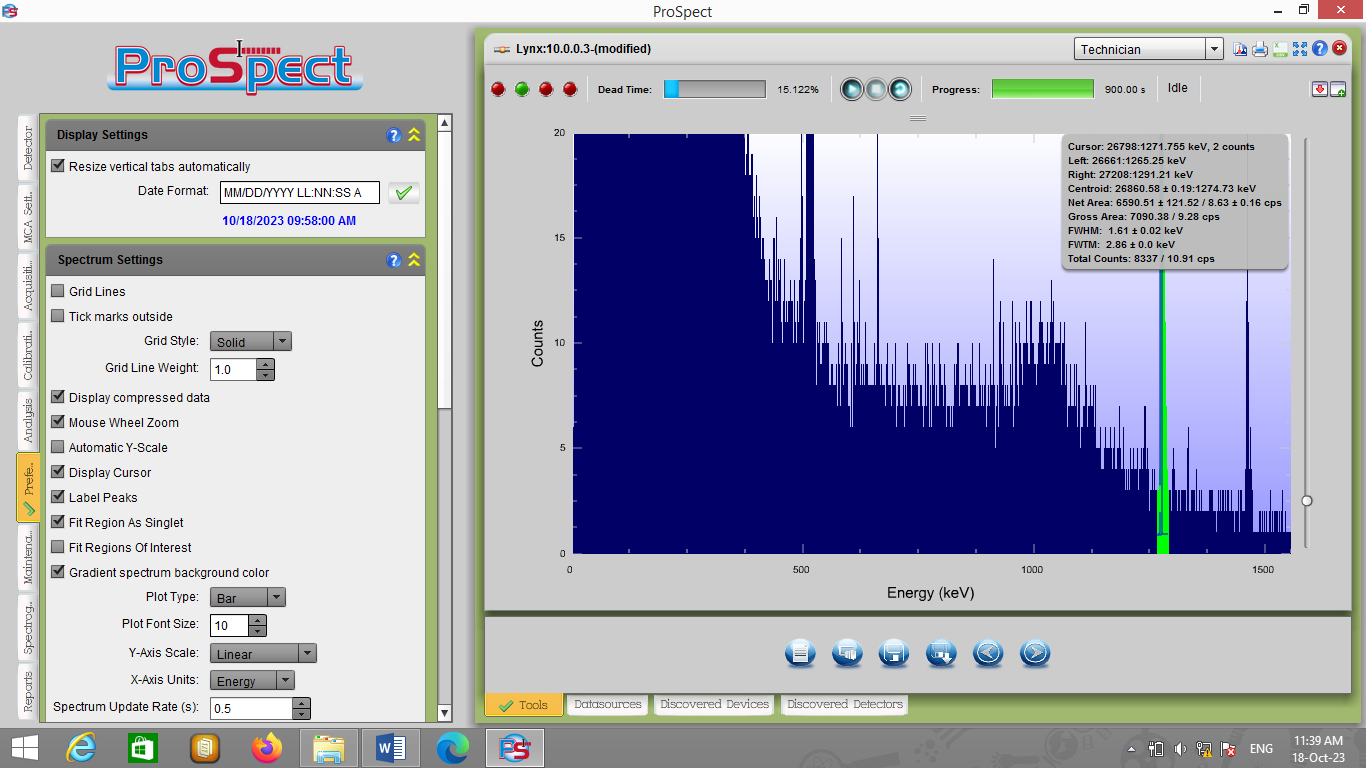 ProSpect
ProSpect
Detector
MCA Sett..
Acquisiti..
Calibrati..
Analysis
Prefe..
Maintena..
Spectrog..
Reports
Display Settings
Resize vertical tabs automatically
Date Format: MM/DD/YYYY LL:NN:SS A
10/18/2023 09:58:00 AM
Spectrum Settings
Grid Lines
Tick marks outside
Grid Style: Solid
Grid Line Weight: 1.0
Display compressed data
Mouse Wheel Zoom
Automatic Y-Scale
Display Cursor
Label Peaks
Fit Region As Singlet
Fit Regions Of Interest
Gradient spectrum background color
Plot Type: Bar
Plot Font Size: 10
Y-Axis Scale: Linear
X-Axis Units: Energy
Spectrum Update Rate (s): 0.5
Lynx:10.0.0.3-(modified)
Technician
Dead Time: 15.122% Progress: 900.00 s Idle
Cursor: 26798:1271.755 keV, 2 counts
Left: 26661:1265.25 keV
Right: 27208:1291.21 keV
Centroid: 26860.58 ± 0.19:1274.73 keV
Net Area: 6590.51 ± 121.52 / 8.63 ± 0.16 cps
Gross Area: 7090.38 / 9.28 cps
FWHM: 1.61 ± 0.02 keV
FWTM: 2.86 ± 0.0 keV
Total Counts: 8337 / 10.91 cps
20
15
10
5
0
Counts
0 500 1000 1500
Energy (keV)
Tools Datasources Discovered Devices Discovered Detectors
ENG
11:39 AM
18-Oct-23